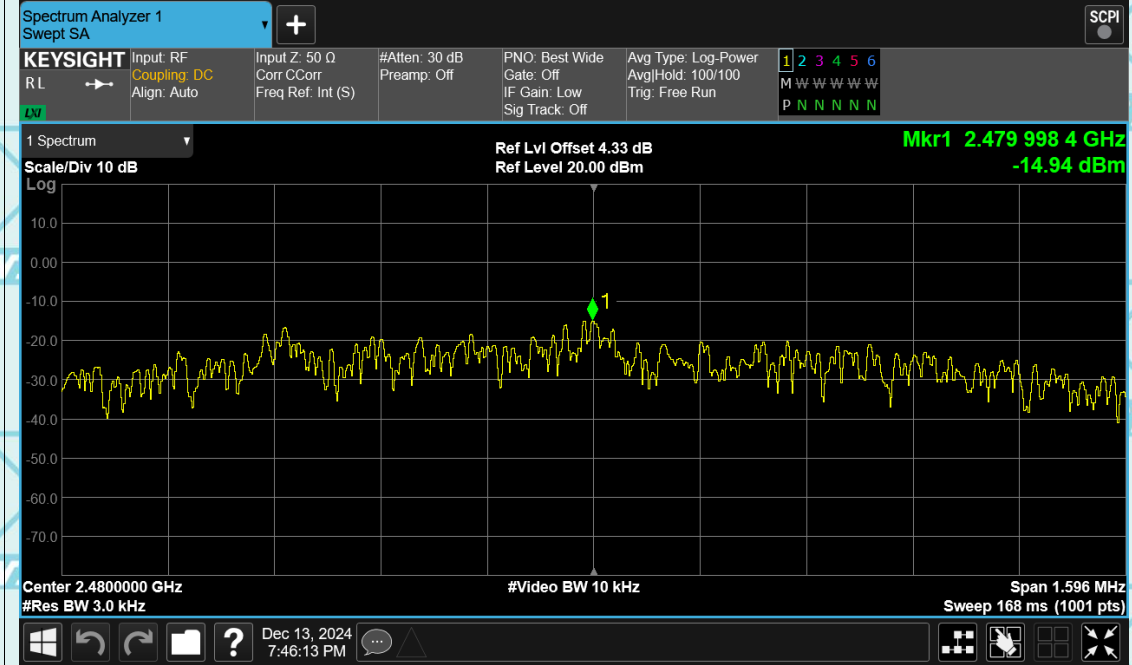 Spectrum Analyzer 1
Swept SA
+
SCPI
KEYSIGHT
RL
LXI
Input: RF
Coupling: DC
Align: Auto
Input Z: 50 Ω
Corr CCorr
Freq Ref: Int (S)
#Atten: 30 dB
Preamp: Off
PNO: Best Wide
Gate: Off
IF Gain: Low
Sig Track: Off
Avg Type: Log-Power
Avg|Hold: 100/100
Trig: Free Run
1 2 3 4 5 6
M W W W W W
P N N N N N
1 Spectrum
Scale/Div 10 dB
Log
Ref Lvl Offset 4.33 dB
Ref Level 20.00 dBm
Mkr1 2.479 998 4 GHz
-14.94 dBm
10.0
0.00
-10.0
1
-20.0
-30.0
-40.0
-50.0
-60.0
-70.0
Center 2.4800000 GHz
#Res BW 3.0 kHz
#Video BW 10 kHz
Span 1.596 MHz
Sweep 168 ms (1001 pts)
?
Dec 13, 2024
7:46:13 PM